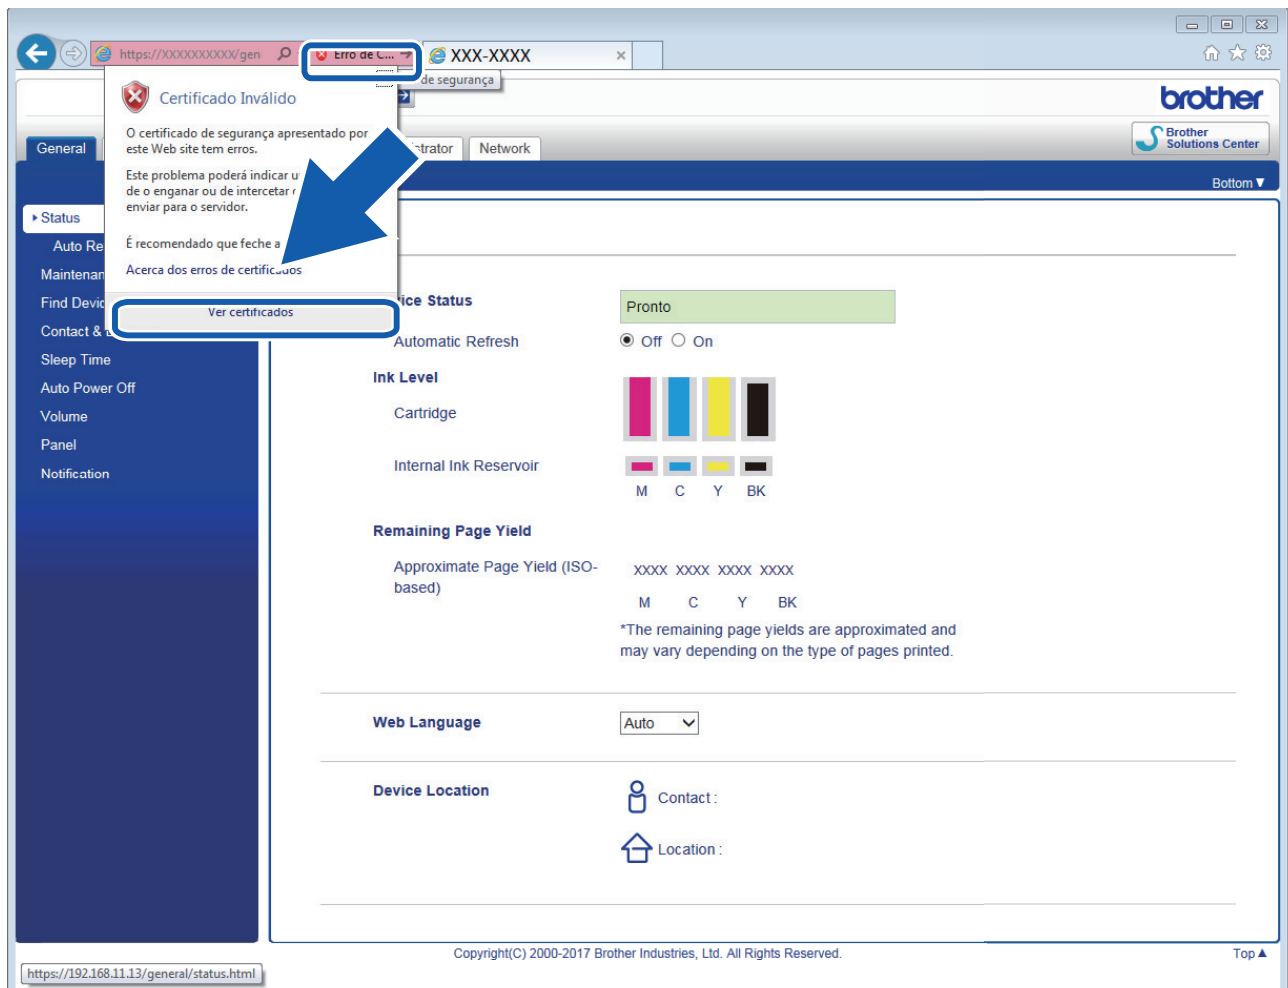 https://XXXXXXXXXX/gen
Erro de C...
XXX-XXXX
de segurança
Certificado Inválido
O certificado de segurança apresentado por
este Web site tem erros.
Este problema poderá indicar
de o enganar ou de intercetar
enviar para o servidor.
É recomendado que feche a
Acerca dos erros de certificados
Ver certificados
brother
Brother
Solutions Center
General
istrator
Network
Bottom▼
Status
Auto Re
Maintenan
Find Devic
Contact &
Sleep Time
Auto Power Off
Volume
Panel
Notification
ice Status
Pronto
Automatic Refresh
Off
On
Ink Level
Cartridge
Internal Ink Reservoir
M C Y BK
Remaining Page Yield
Approximate Page Yield (ISO-
based)
XXXX XXXX XXXX XXXX
M C Y BK
*The remaining page yields are approximated and
may vary depending on the type of pages printed.
Web Language
Auto
Device Location
Contact :
Location :
Copyright(C) 2000-2017 Brother Industries, Ltd. All Rights Reserved.
Top▲
https://192.168.11.13/general/status.html